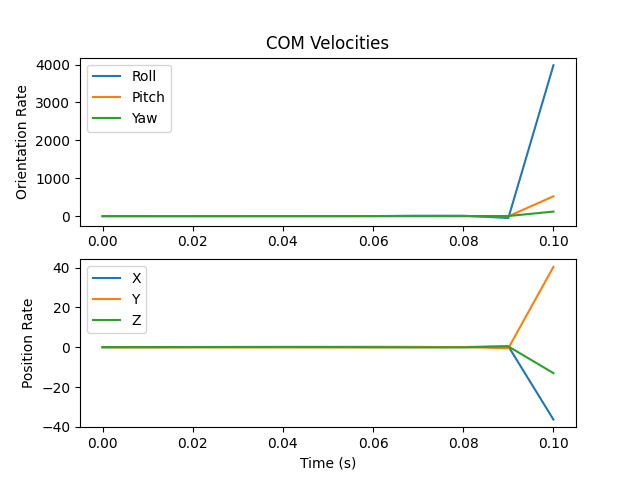 COM Velocities
Orientation Rate
4000
3000
2000
1000
0
Roll
Pitch
Yaw
0.00 0.02 0.04 0.06 0.08 0.10
Position Rate
40
20
0
−20
−40
X
Y
Z
0.00 0.02 0.04 0.06 0.08 0.10
Time (s)